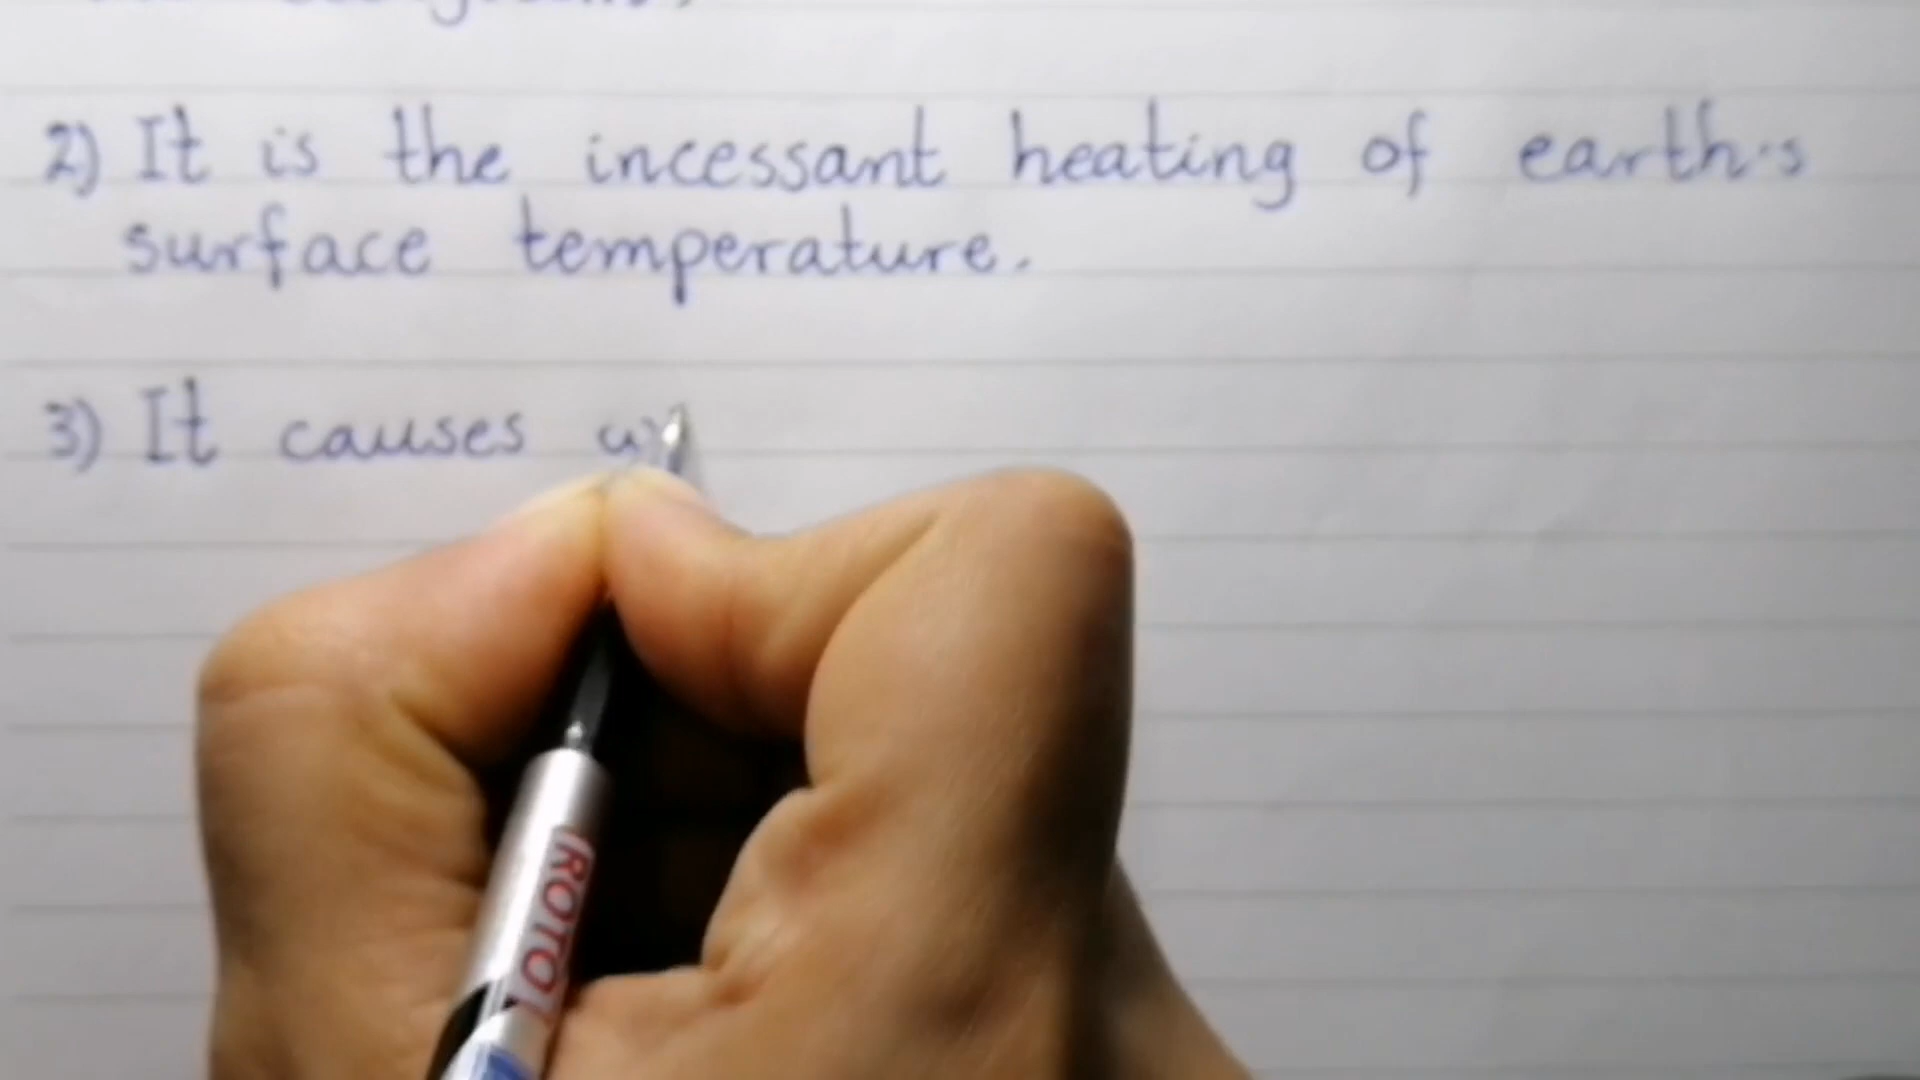 2) It is the incessant heating of earth's
surface temperature.
3) It causes
ROTO